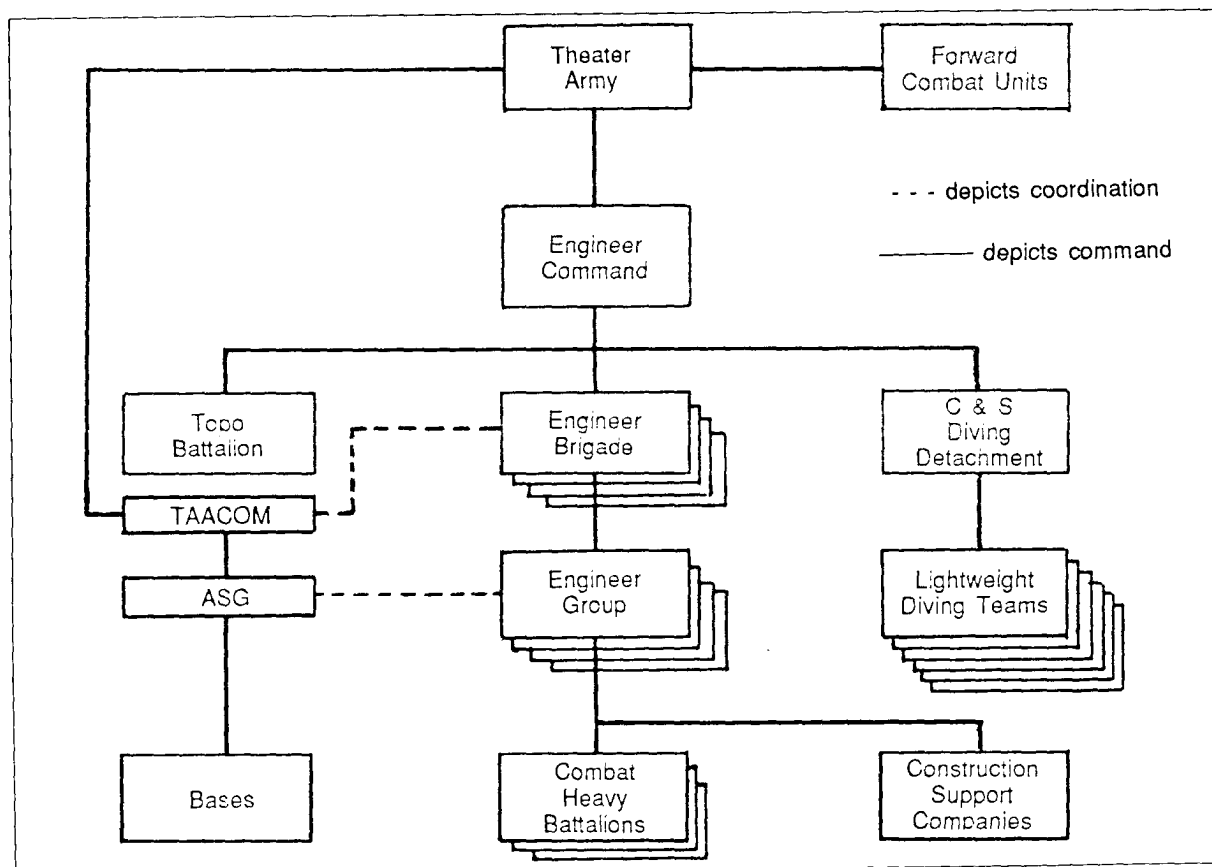 Theater
Army
Forward
Combat Units
- - - depicts coordination
depicts command
Engineer
Command
Topo
Battalion
Engineer
Brigade
C & S
Diving
Detachment
TAACOM
ASG
Engineer
Group
Lightweight
Diving Teams
Bases
Combat
Heavy
Battalions
Construction
Support
Companies